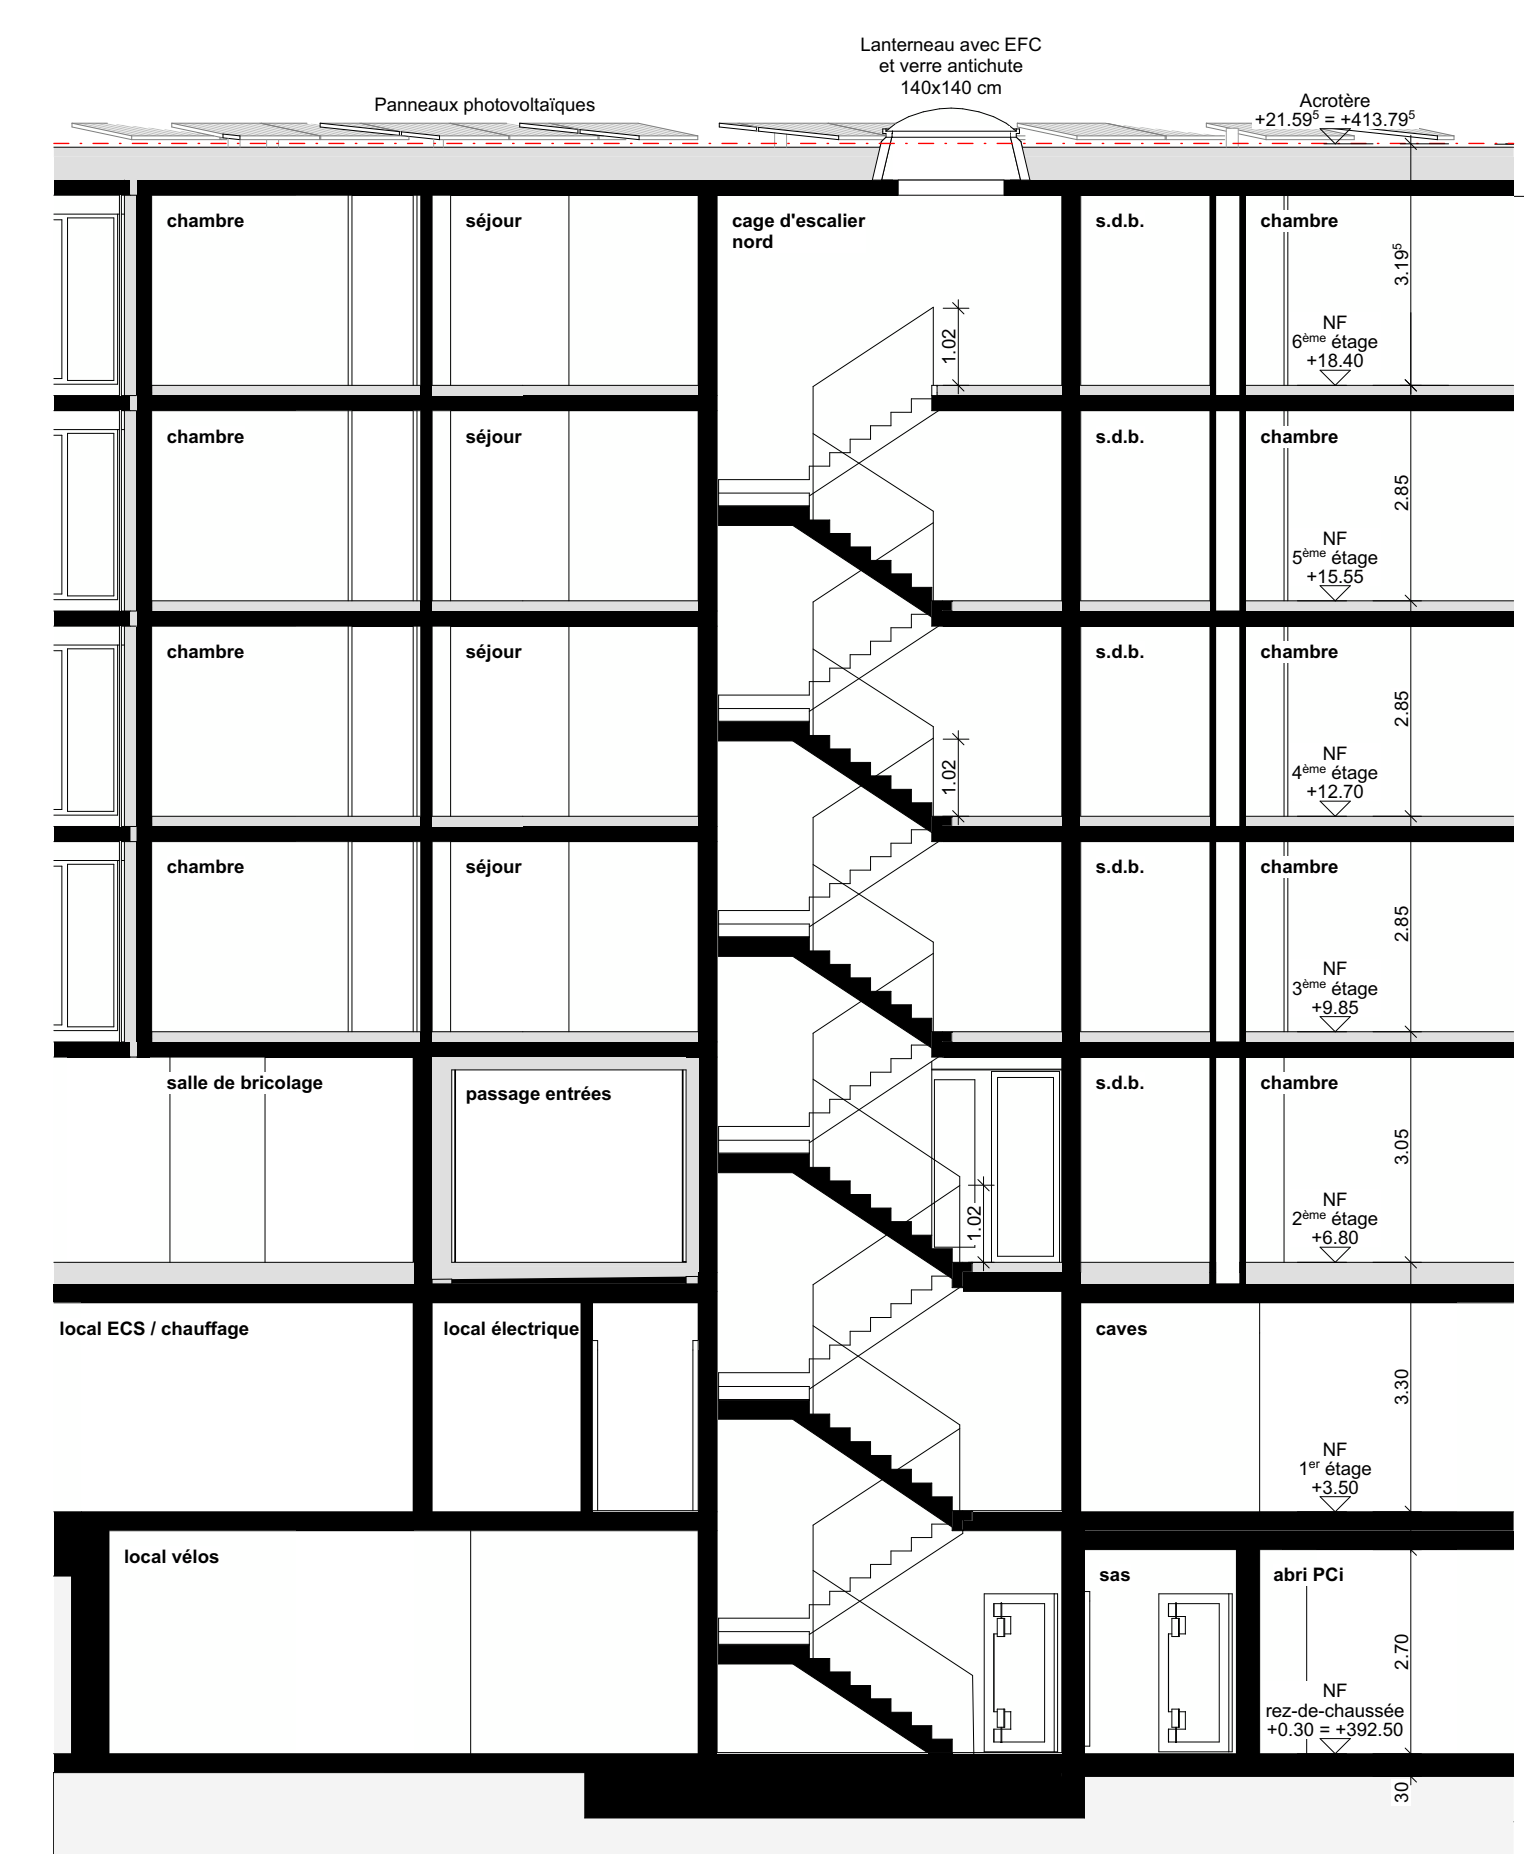 Lanterneau avec EFC
et verre antichute
140x140 cm
Panneaux photovoltaïques
Acrotère
+21.59⁵ = +413.79⁵
chambre
séjour
cage d'escalier
nord
s.d.b.
chambre
3.19⁵
1.02
NF
6ème étage
+18.40
chambre
séjour
s.d.b.
chambre
2.85
NF
5ème étage
+15.55
chambre
séjour
s.d.b.
chambre
2.85
1.02
NF
4ème étage
+12.70
chambre
séjour
s.d.b.
chambre
2.85
NF
3ème étage
+9.85
salle de bricolage
passage entrées
s.d.b.
chambre
3.05
1.02
NF
2ème étage
+6.80
local ECS / chauffage
local électrique
caves
3.30
NF
1er étage
+3.50
local vélos
sas
abri PCi
2.70
NF
rez-de-chaussée
+0.30 = +392.50
30